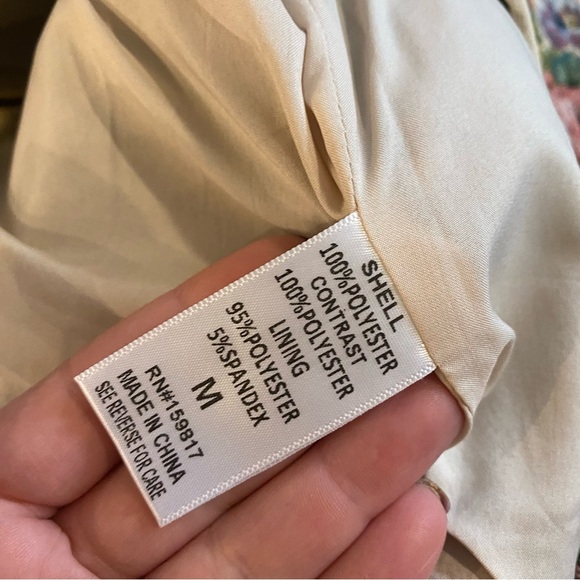 SHELL
100%POLYESTER
CONTRAST
100%POLYESTER
LINING
95%POLYESTER
5%SPANDEX
M
RN#159817
MADE IN CHINA
SEE REVERSE FOR CARE